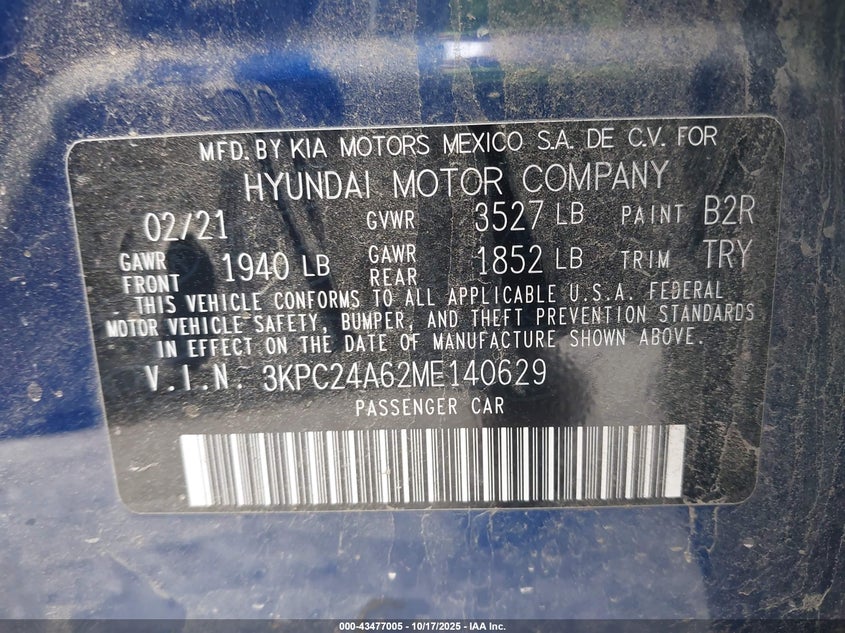 MFD. BY KIA MOTORS MEXICO S.A. DE C.V. FOR
HYUNDAI MOTOR COMPANY
02/21 GVWR 3527 LB PAINT B2R
GAWR FRONT 1940 LB GAWR REAR 1852 LB TRIM TRY
THIS VEHICLE CONFORMS TO ALL APPLICABLE U.S.A. FEDERAL
MOTOR VEHICLE SAFETY, BUMPER, AND THEFT PREVENTION STANDARDS
IN EFFECT ON THE DATE OF MANUFACTURE SHOWN ABOVE.
V.I.N. 3KPC24A62ME140629
PASSENGER CAR
000-43477005 - 10/17/2025 - IAA Inc.